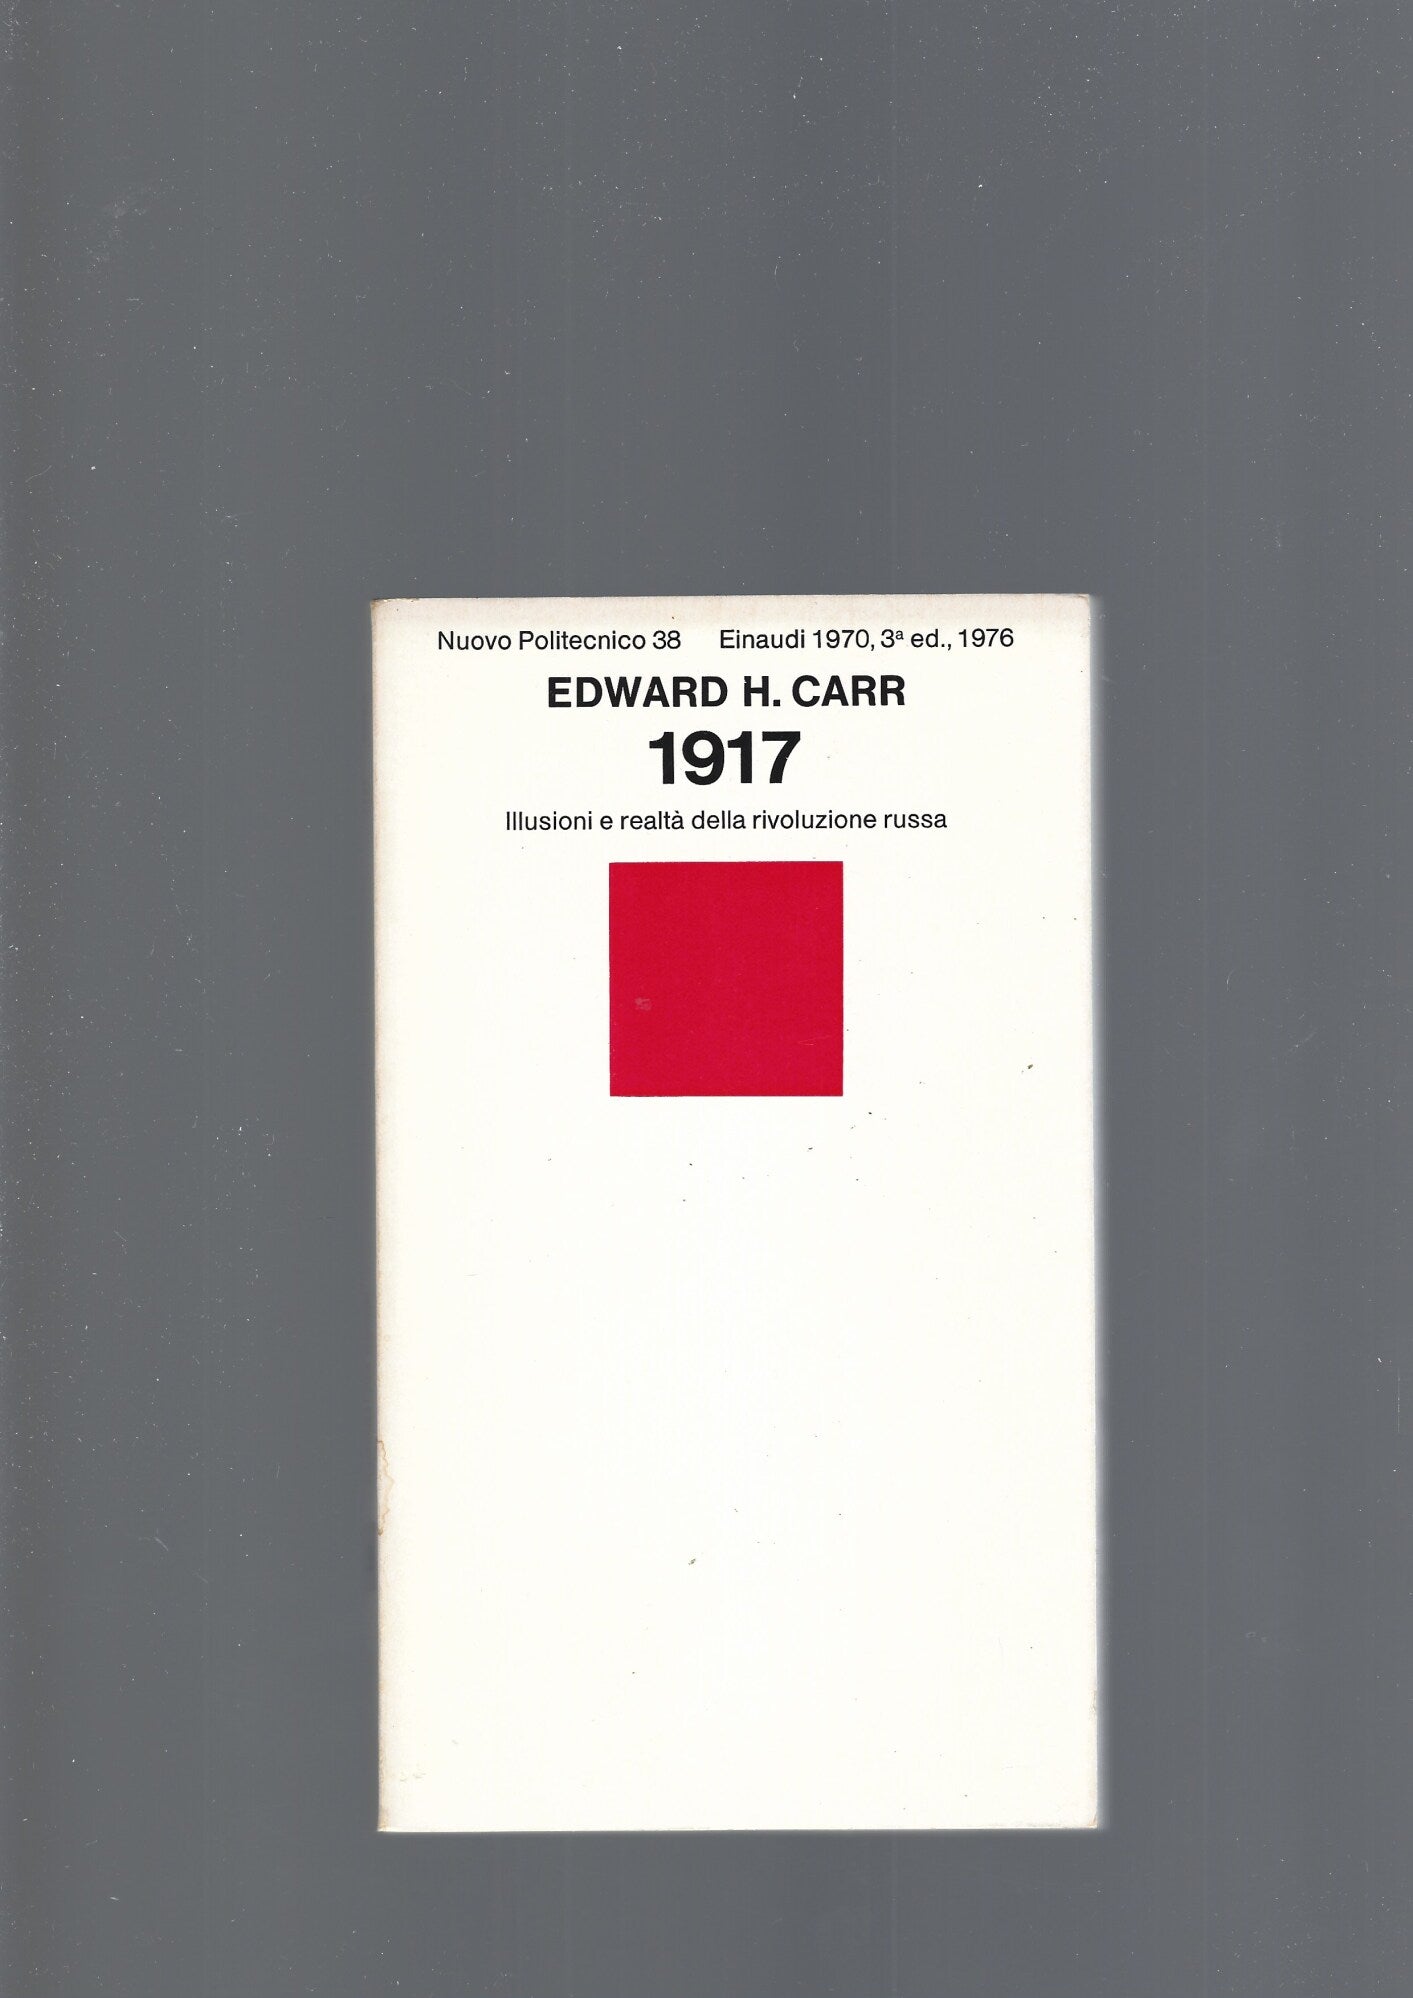 Nuovo Politecnico 38 Einaudi 1970, 3ª ed., 1976
EDWARD H. CARR
1917
Illusioni e realtà della rivoluzione russa